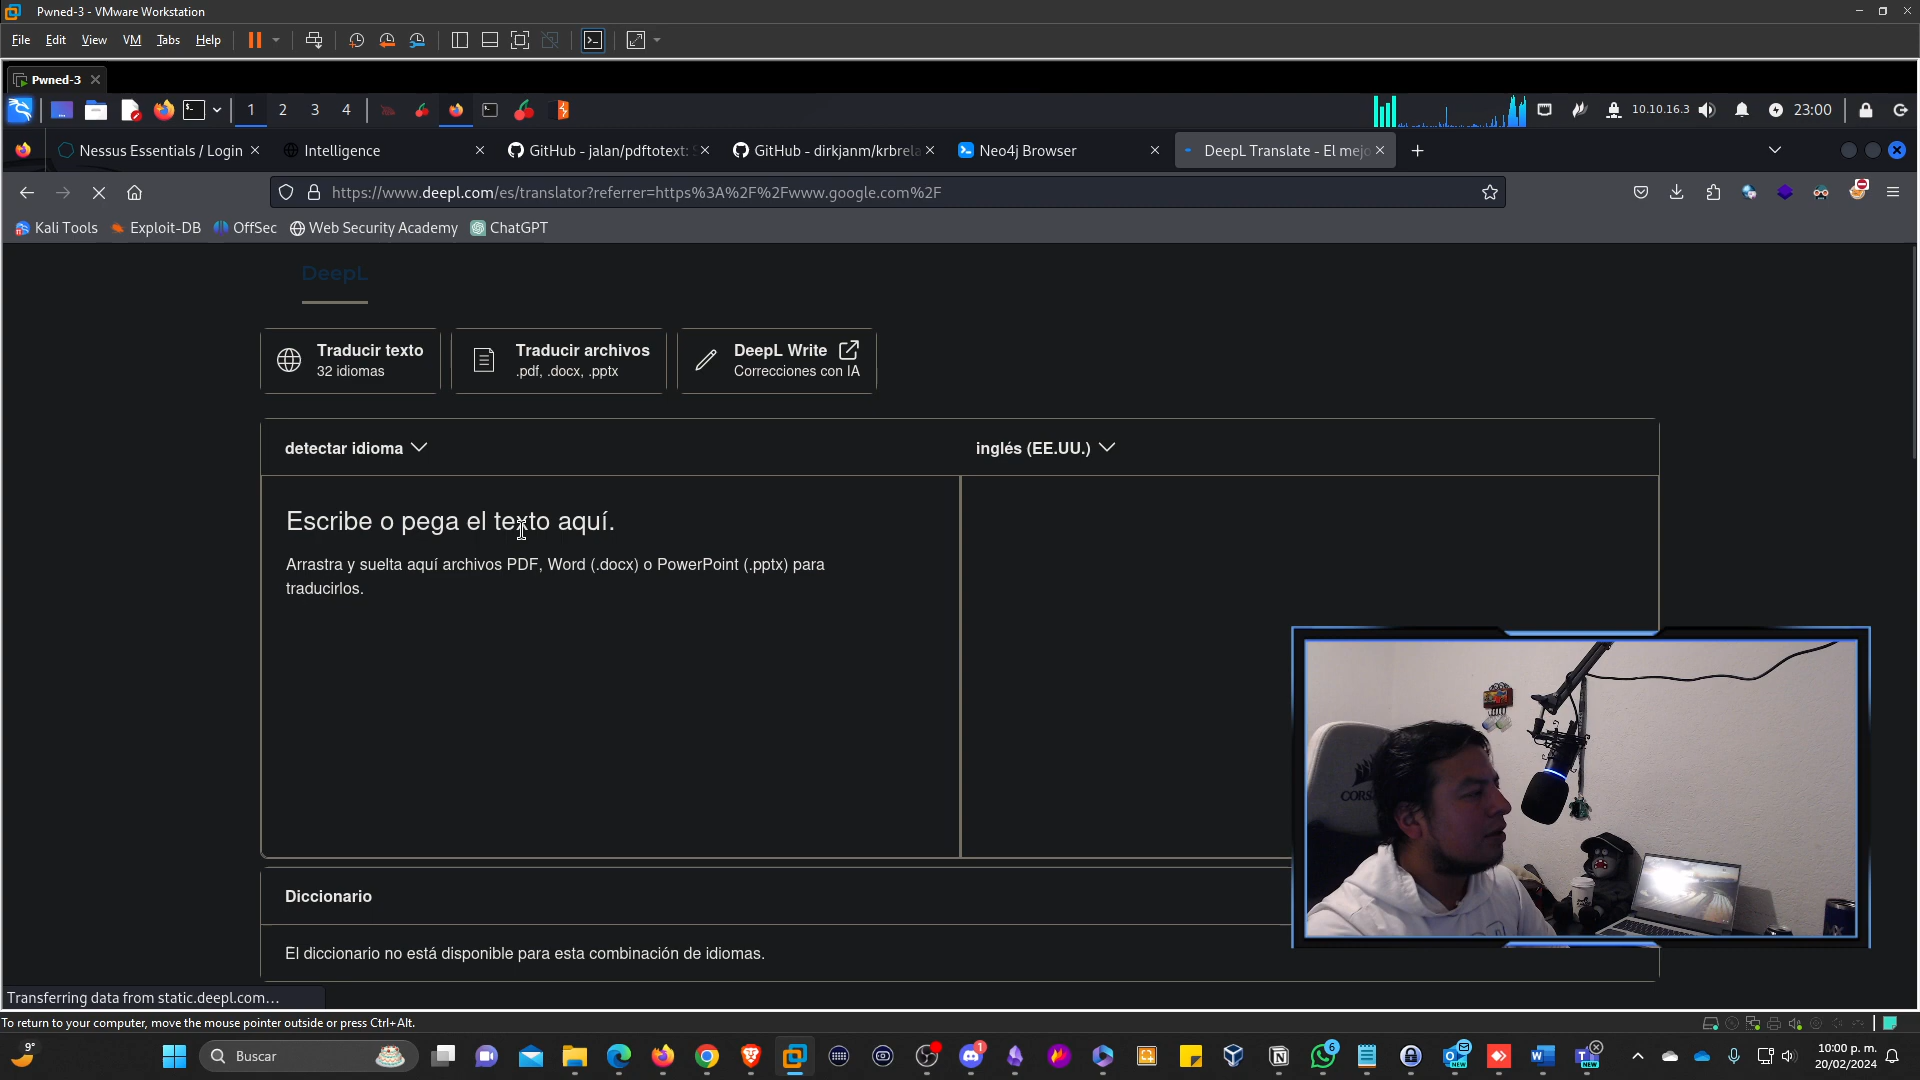 Pwned-3 - VMware Workstation
File Edit View VM Tabs Help
Pwned-3
1 2 3 4 10.10.16.3 23:00
Nessus Essentials / Login Intelligence GitHub - jalan/pdftotext: S GitHub - dirkjanm/krbrela Neo4j Browser DeepL Translate - El mejo
https://www.deepl.com/es/translator?referrer=https%3A%2F%2Fwww.google.com%2F
Kali Tools Exploit-DB OffSec Web Security Academy ChatGPT
DeepL
Traducir texto
32 idiomas
Traducir archivos
.pdf, .docx, .pptx
DeepL Write
Correcciones con IA
detectar idioma inglés (EE.UU.)
Escribe o pega el texto aquí.
Arrastra y suelta aquí archivos PDF, Word (.docx) o PowerPoint (.pptx) para
traducirlos.
Diccionario
El diccionario no está disponible para esta combinación de idiomas.
Transferring data from static.deepl.com…
To return to your computer, move the mouse pointer outside or press Ctrl+Alt.
9°
Buscar
1
6
NEW
NEW
10:00 p. m.
20/02/2024